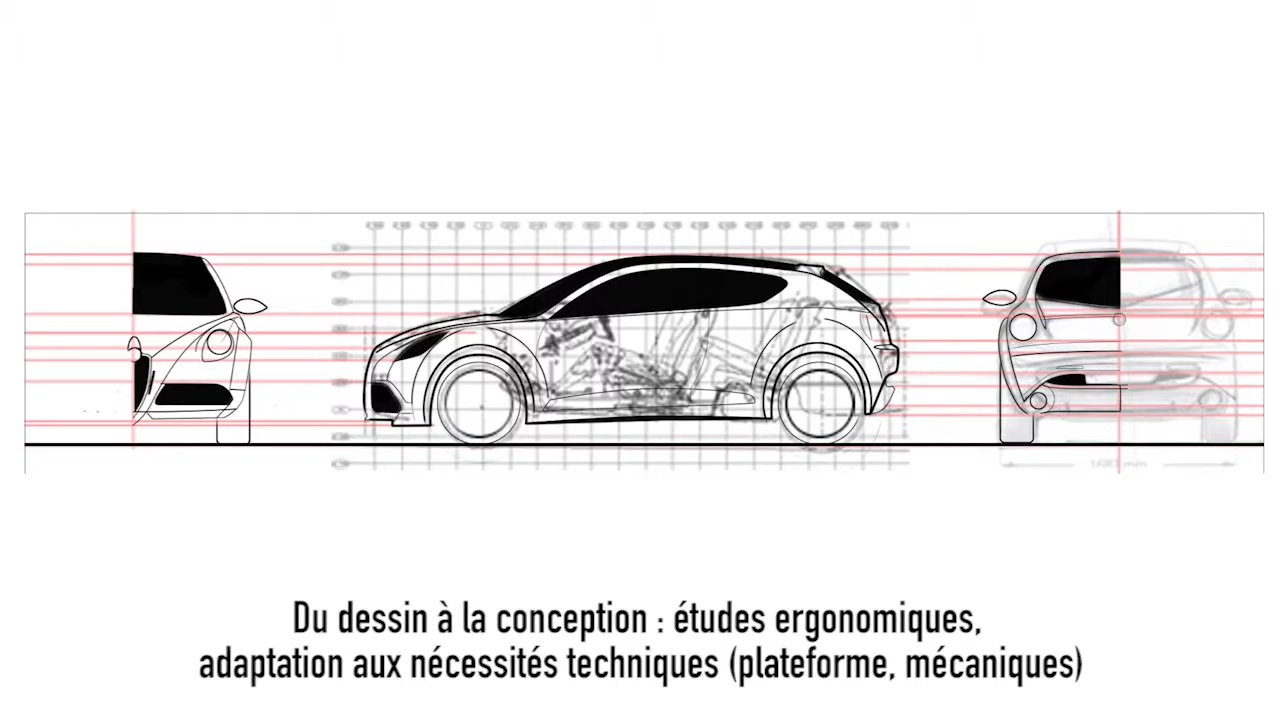 Du dessin à la conception : études ergonomiques,
adaptation aux nécessités techniques (plateforme, mécaniques)